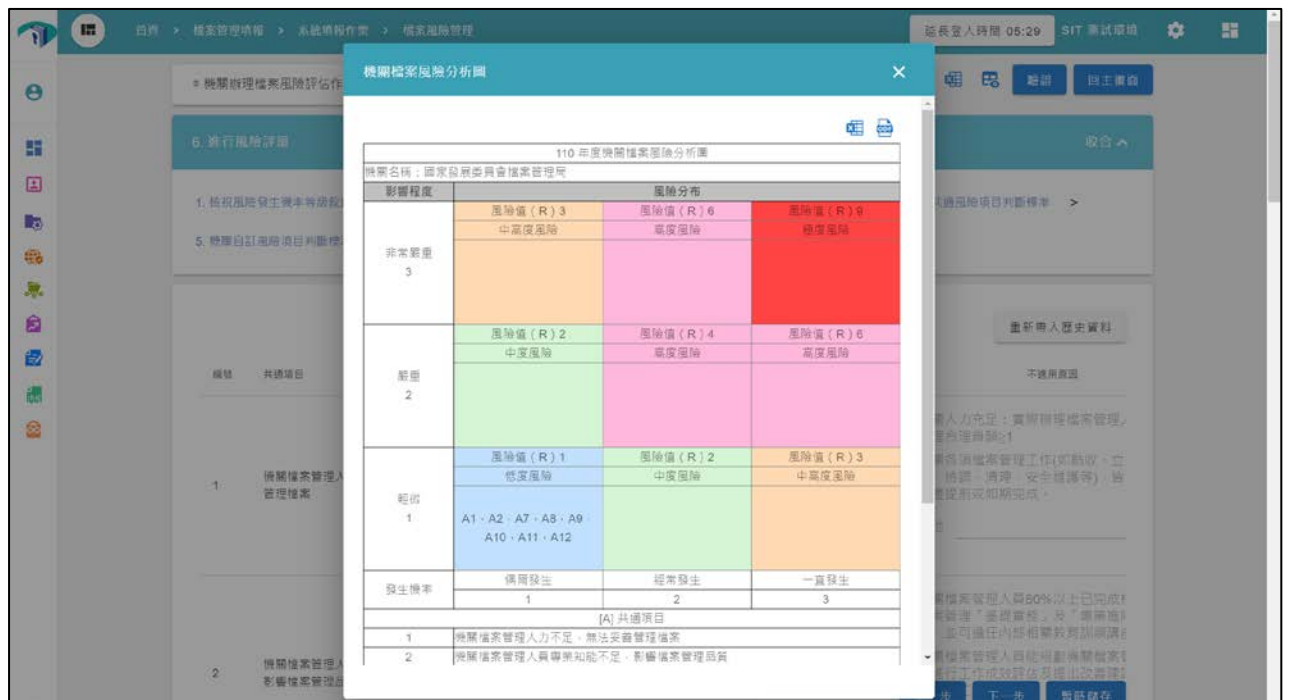 首頁 > 檔案管理填報 > 系統填報作業 > 檔案風險管理
延長登入時間 05:29
SIT 測試環境
機關檔案風險分析圖
機關辦理檔案風險評估作
驗證
回主畫面
6. 進行風險評量
收合
110 年度機關檔案風險分析圖
機關名稱：國家發展委員會檔案管理局
影響程度 風險分布
1. 檢視風險發生機率等級
共通風險項目判斷標準 >
5. 機關自訂風險項目判斷標
風險值（R）3 風險值（R）6 風險值（R）9
中高度風險 高度風險 極度風險
非常嚴重
3
重新帶入歷史資料
風險值（R）2 風險值（R）4 風險值（R）6
中度風險 高度風險 高度風險
嚴重
2
編號 共通項目
不適用原因
風險值（R）1 風險值（R）2 風險值（R）3
低度風險 中度風險 中高度風險
輕微
1
A1、A2、A7、A8、A9、
A10、A11、A12
1 機關檔案管理人
管理檔案
發生機率
偶爾發生 經常發生 一直發生
1 2 3
[A] 共通項目
1 機關檔案管理人力不足，無法妥善管理檔案
2 機關檔案管理人員專業知能不足，影響檔案管理品質
2 機關檔案管理人
影響檔案管理品
步 下一步 暫時儲存